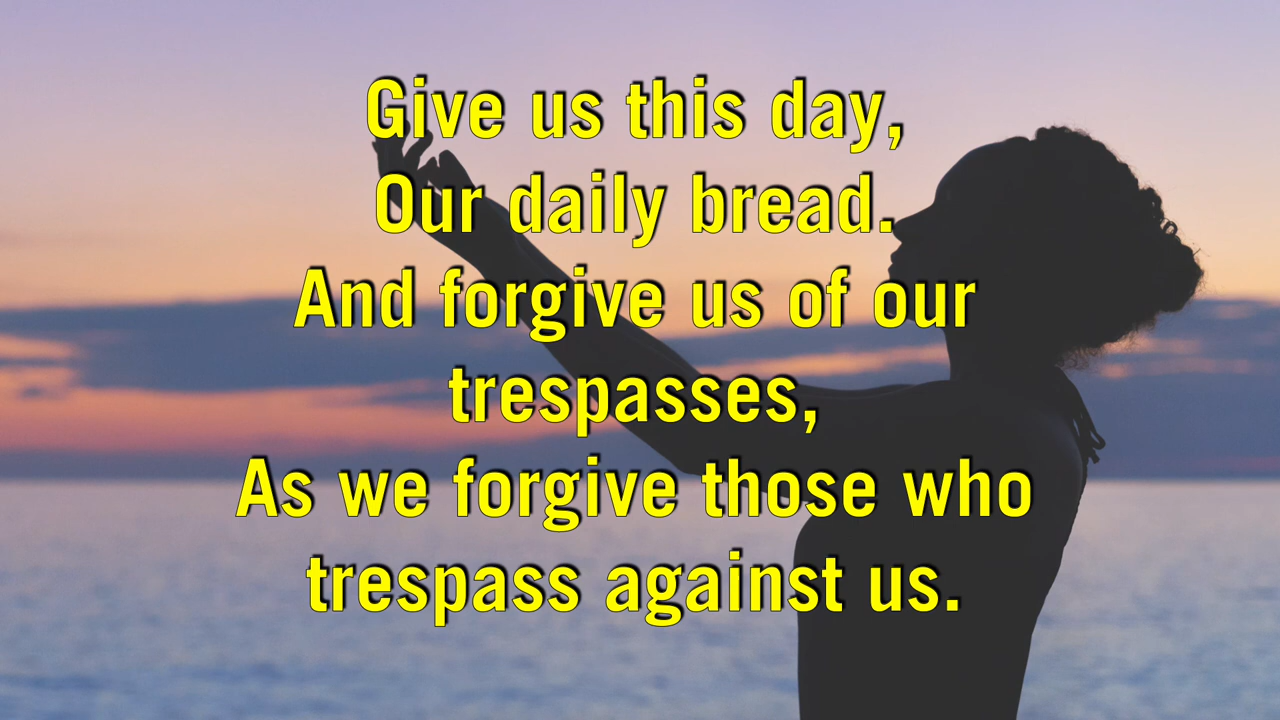 Give us this day,
Our daily bread.
And forgive us of our
trespasses,
As we forgive those who
trespass against us.